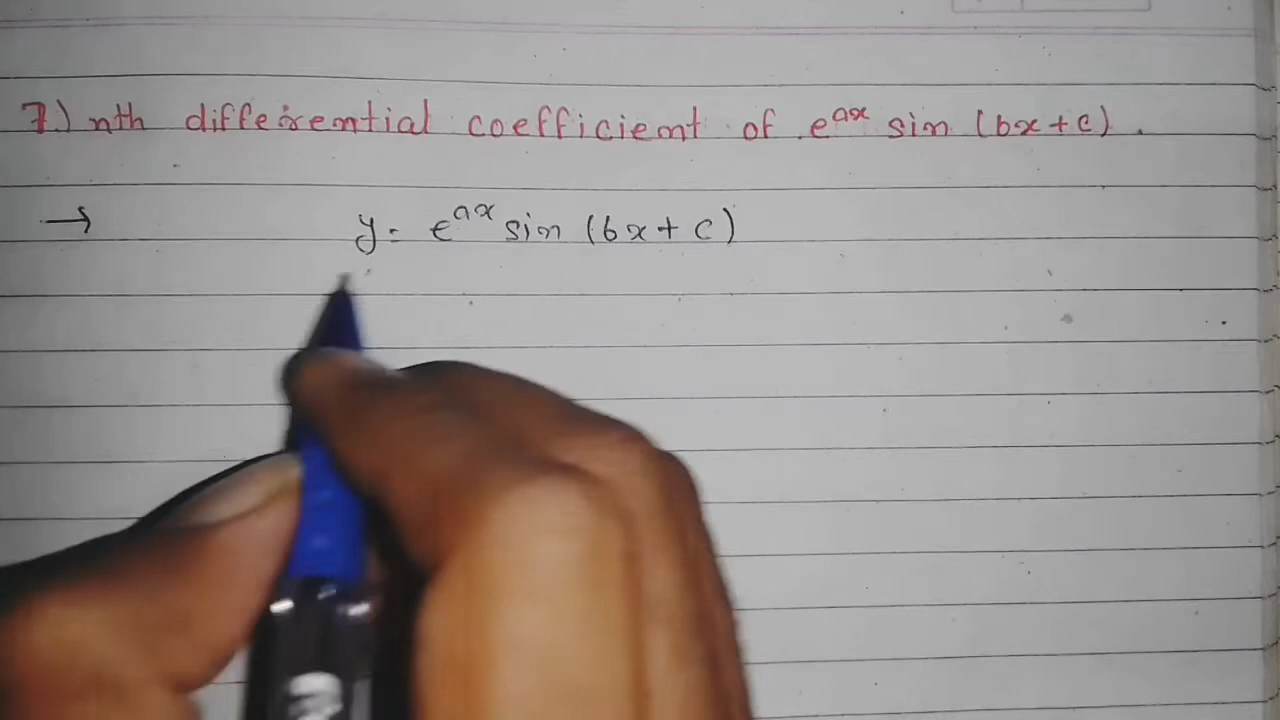 7) nth differential coefficient of e^ax sin (bx+c).
→ y = e^ax sin (bx+c)